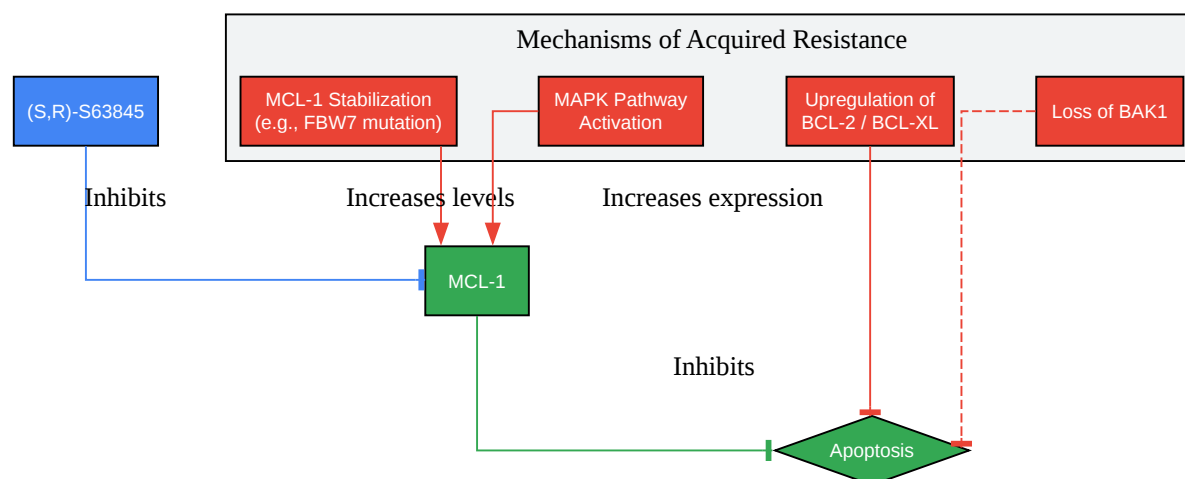 Mechanisms of Acquired Resistance
(S,R)-S63845
MCL-1 Stabilization
(e.g., FBW7 mutation)
MAPK Pathway
Activation
Upregulation of
BCL-2 / BCL-XL
Loss of BAK1
Inhibits
Increases levels
Increases expression
MCL-1
Inhibits
Apoptosis